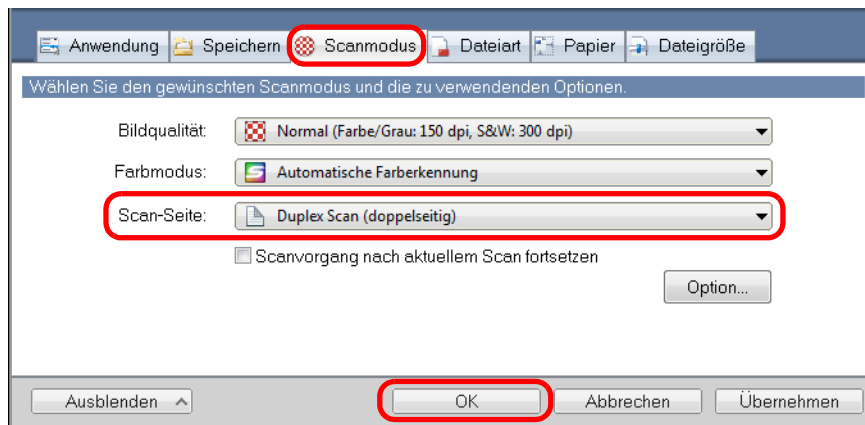 Anwendung Speichern Scanmodus Dateiart Papier Dateigröße
Wählen Sie den gewünschten Scanmodus und die zu verwendenden Optionen.
Bildqualität: Normal (Farbe/Grau: 150 dpi, S&W: 300 dpi)
Farbmodus: Automatische Farberkennung
Scan-Seite: Duplex Scan (doppelseitig)
Scanvorgang nach aktuellem Scan fortsetzen
Option...
Ausblenden OK Abbrechen Übernehmen